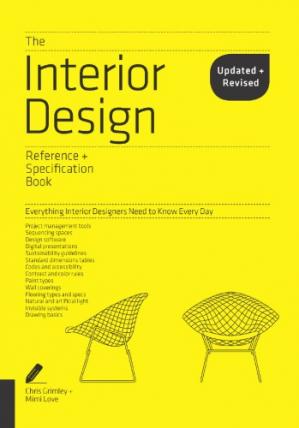 The
Interior
Design
Updated +
Revised
Reference +
Specification
Book
Everything Interior Designers Need to Know Every Day
Project management tools
Sequencing spaces
Design software
Digital presentations
Sustainability guidelines
Standard dimensions tables
Codes and accessibility
Contrast and color rules
Paint types
Wall coverings
Flooring types and specs
Natural and artificial light
Invisible systems
Drawing basics
Chris Grimley +
Mimi Love